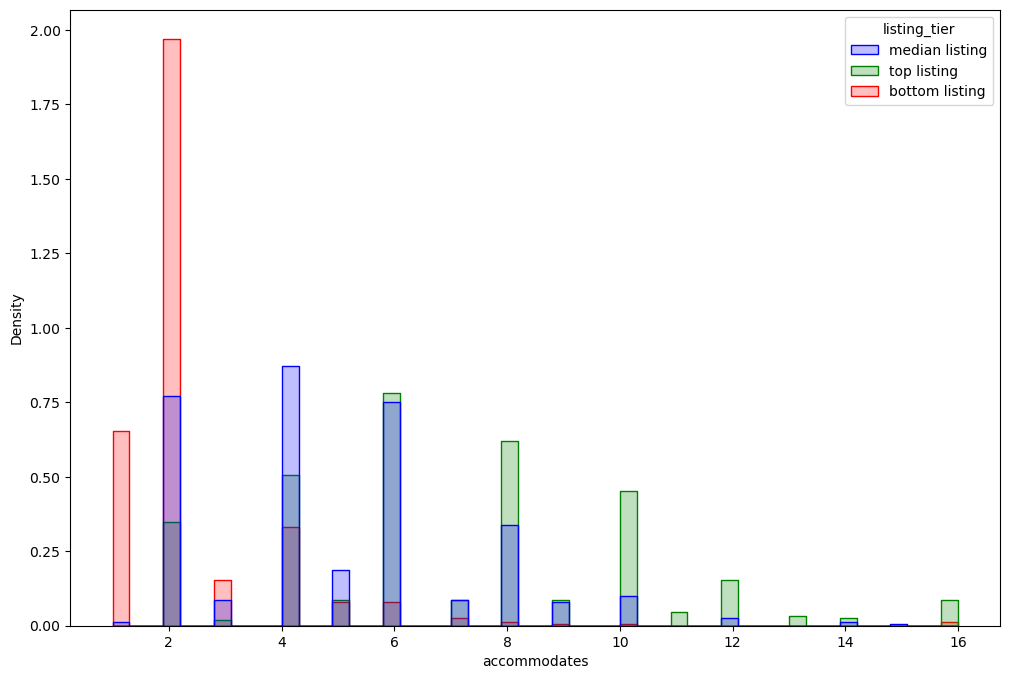 listing_tier
median listing
top listing
bottom listing
Density
2.00
1.75
1.50
1.25
1.00
0.75
0.50
0.25
0.00
2 4 6 8 10 12 14 16
accommodates